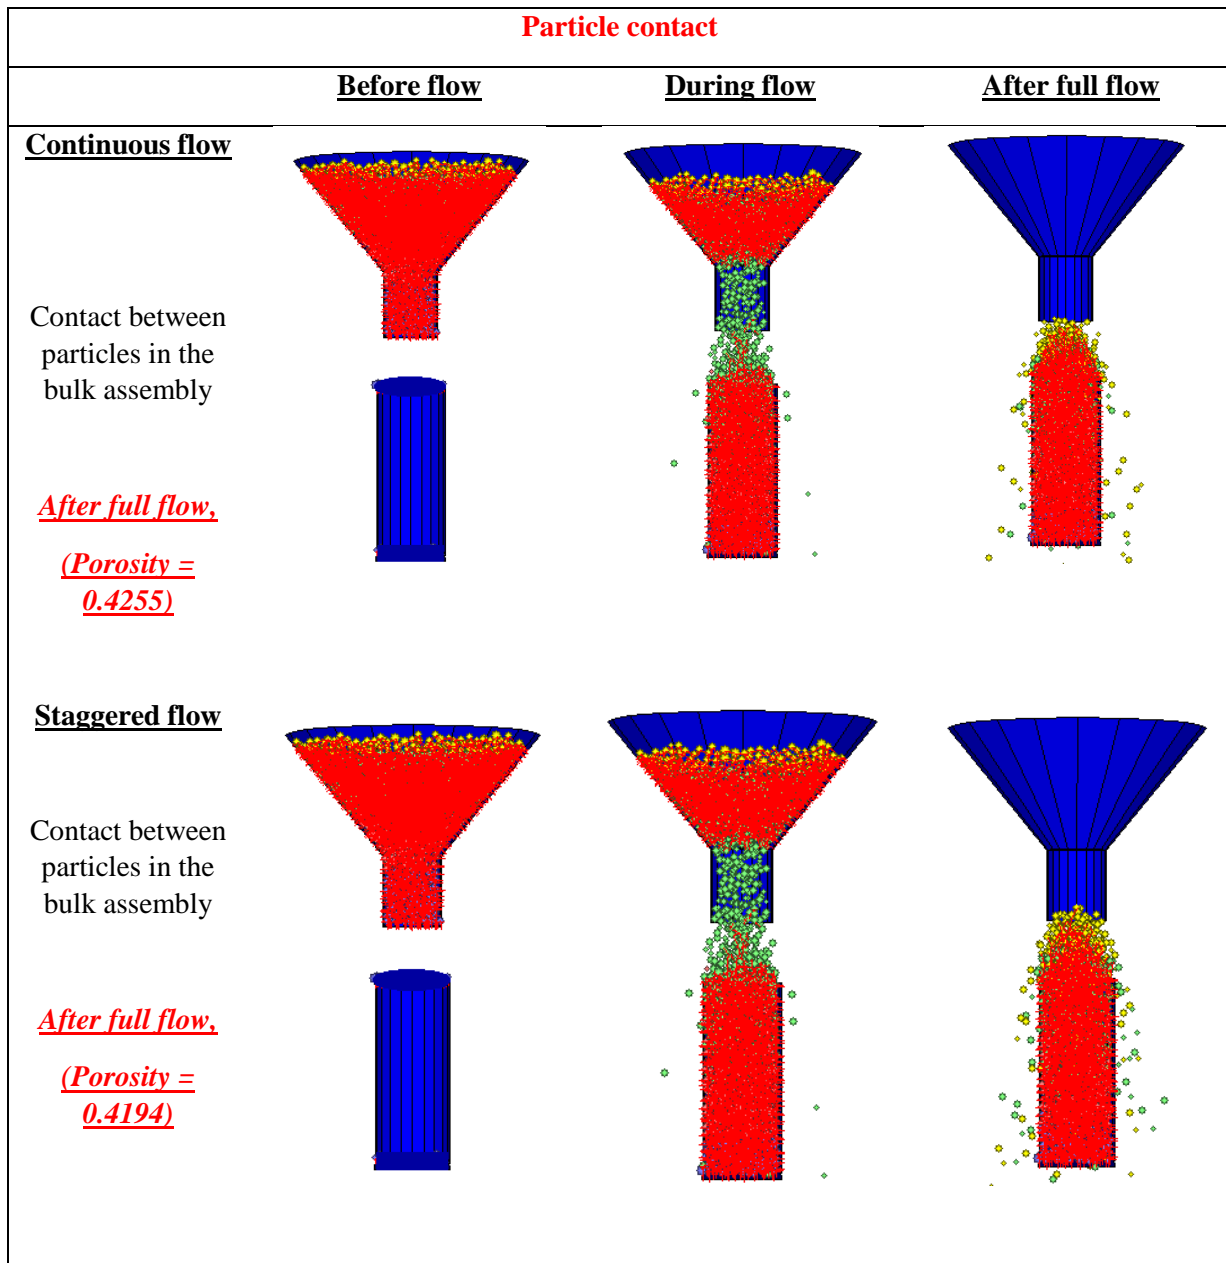 Particle contact
Before flow
During flow
After full flow
Continuous flow
Contact between
particles in the
bulk assembly
After full flow,
(Porosity =
0.4255)
Staggered flow
Contact between
particles in the
bulk assembly
After full flow,
(Porosity =
0.4194)